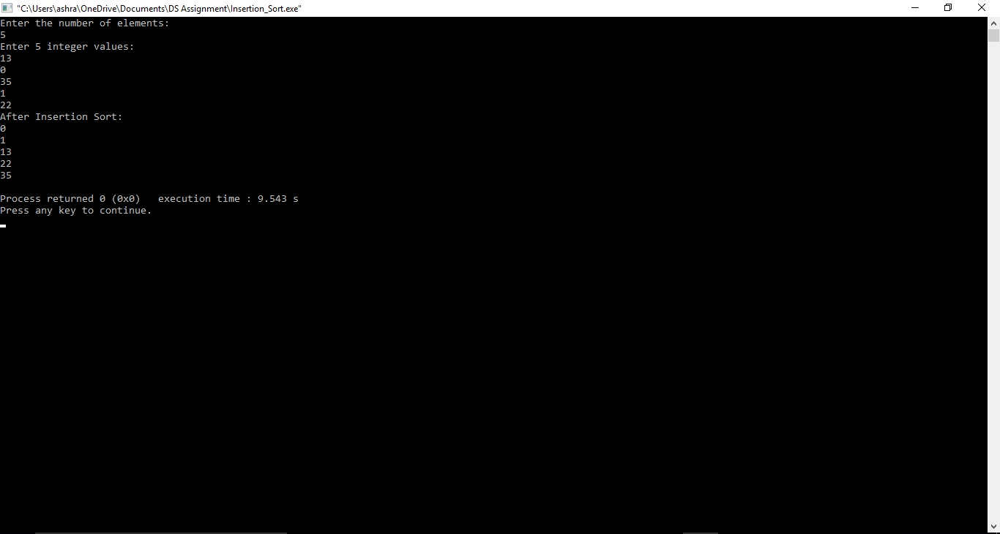 "C:\Users\ashra\OneDrive\Documents\DS Assignment\Insertion_Sort.exe"
Enter the number of elements:
5
Enter 5 integer values:
13
0
35
1
22
After Insertion Sort:
0
1
13
22
35
Process returned 0 (0x0)   execution time : 9.543 s
Press any key to continue.